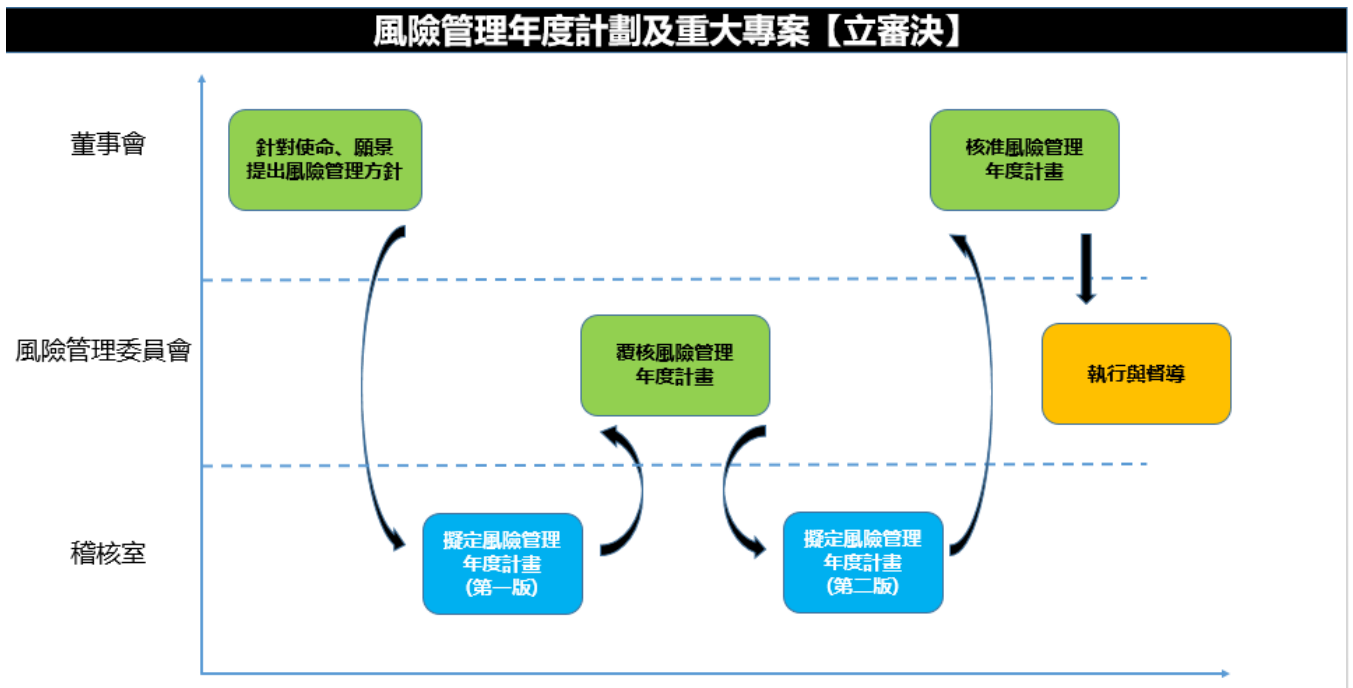 風險管理年度計劃及重大專案【立審決】
董事會
針對使命、願景
提出風險管理方針
核准風險管理
年度計畫
風險管理委員會
覆核風險管理
年度計畫
執行與督導
稽核室
擬定風險管理
年度計畫
(第一版)
擬定風險管理
年度計畫
(第二版)